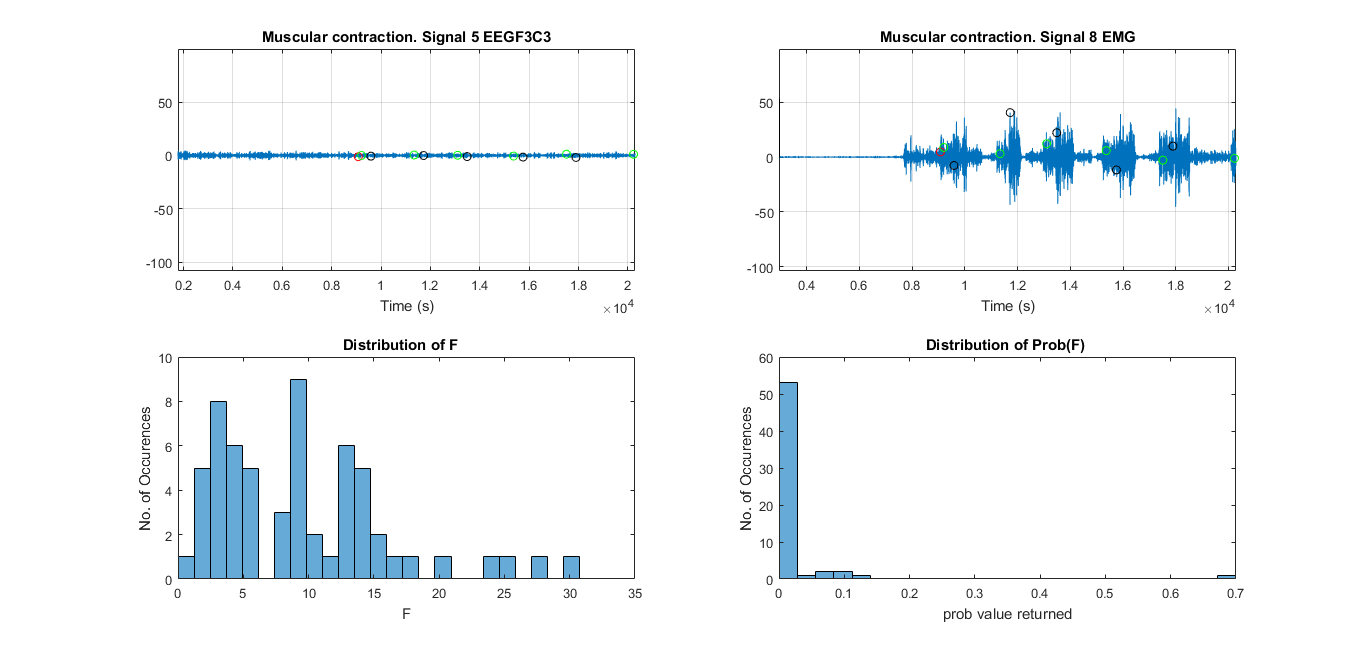 Muscular contraction. Signal 5 EEGF3C3
50
0
-50
-100
0.2 0.4 0.6 0.8 1 1.2 1.4 1.6 1.8 2
Time (s)
×10^4
Muscular contraction. Signal 8 EMG
50
0
-50
-100
0.4 0.6 0.8 1 1.2 1.4 1.6 1.8 2
Time (s)
×10^4
Distribution of F
No. of Occurences
10
8
6
4
2
0
0 5 10 15 20 25 30 35
F
Distribution of Prob(F)
No. of Occurences
60
50
40
30
20
10
0
0 0.1 0.2 0.3 0.4 0.5 0.6 0.7
prob value returned